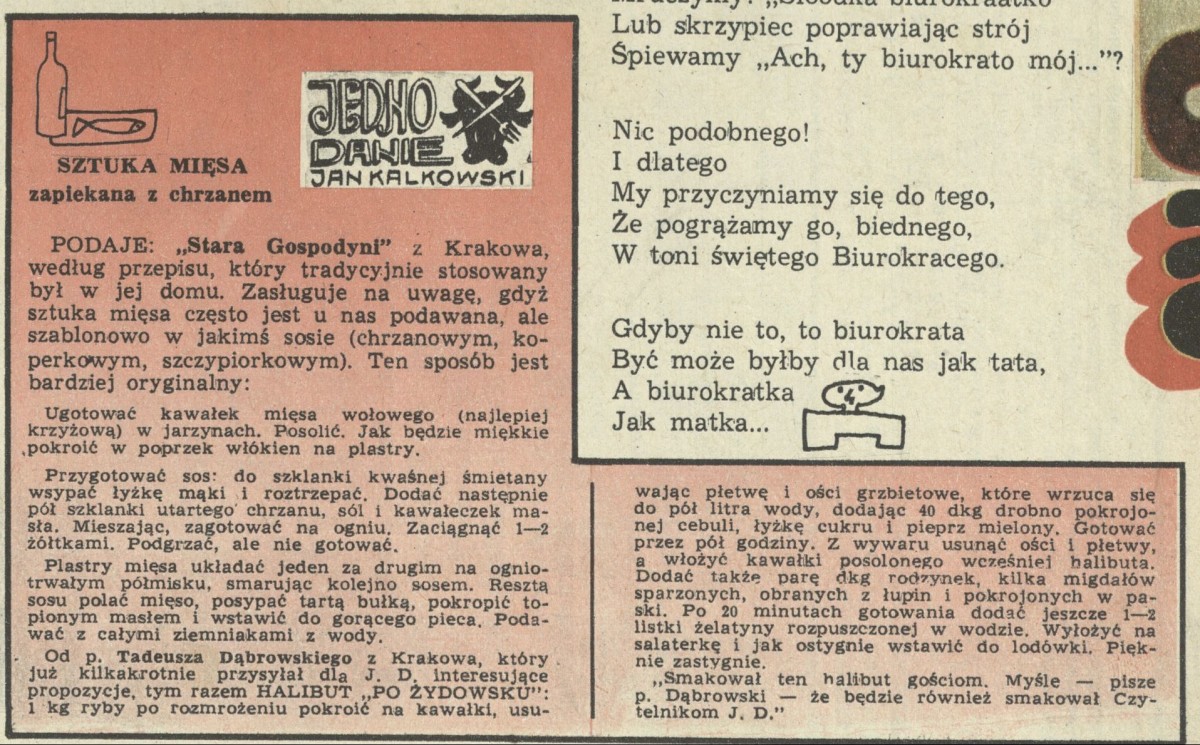 JEDNO
DANIE
JAN KALKOWSKI
SZTUKA MIĘSA
zapiekana z chrzanem
PODAJE: „Stara Gospodyni” z Krakowa,
według przepisu, który tradycyjnie stosowany
był w jej domu. Zasługuje na uwagę, gdyż
sztuka mięsa często jest u nas podawana, ale
szablonowo w jakimś sosie (chrzanowym, ko-
perkowym, szczypiorkowym). Ten sposób jest
bardziej oryginalny:
Ugotować kawałek mięsa wołowego (najlepiej
krzyżową) w jarzynach. Posolić. Jak będzie miękkie
pokroić w poprzek włókien na plastry.
Przygotować sos: do szklanki kwaśnej śmietany
wsypać łyżkę mąki i roztrzepać. Dodać następnie
pół szklanki utartego chrzanu, sól i kawałeczek ma-
sła. Mieszając, zagotować na ogniu. Zaciągnąć 1—2
żółtkami. Podgrzać, ale nie gotować.
Plastry mięsa układać jeden za drugim na ognio-
trwałym półmisku, smarując kolejno sosem. Resztą
sosu polać mięso, posypać tartą bułką, pokropić to-
pionym masłem i wstawić do gorącego pieca. Poda-
wać z całymi ziemniakami z wody.
Od p. Tadeusza Dąbrowskiego z Krakowa, który
już kilkakrotnie przysyłał dla J. D. interesujące
propozycje, tym razem HALIBUT „PO ŻYDOWSKU”:
1 kg ryby po rozmrożeniu pokroić na kawałki, usu-
wając płetwę i ości grzbietowe, które wrzuca się
do pół litra wody, dodając 40 dkg drobno pokrojo-
nej cebuli, łyżkę cukru i pieprz mielony. Gotować
przez pół godziny. Z wywaru usunąć ości i płetwy,
a włożyć kawałki posolonego wcześniej halibuta.
Dodać także parę dkg rodzynek, kilka migdałów
sparzonych, obranych z łupin i pokrojonych w pa-
ski. Po 20 minutach gotowania dodać jeszcze 1—2
listki żelatyny rozpuszczonej w wodzie. Wyłożyć na
salaterkę i jak ostygnie wstawić do lodówki. Pięk-
nie zastygnie.
„Smakował ten halibut gościom. Myślę — pisze
p. Dąbrowski — że będzie również smakował Czy-
telnikom J. D.”
Lub skrzypiec poprawiając strój
Śpiewamy „Ach, ty biurokrato mój...”?
Nic podobnego!
I dlatego
My przyczyniamy się do tego,
Że pogrążamy go, biednego,
W toni świętego Biurokracego.
Gdyby nie to, to biurokrata
Być może byłby dla nas jak tata,
A biurokratka
Jak matka...